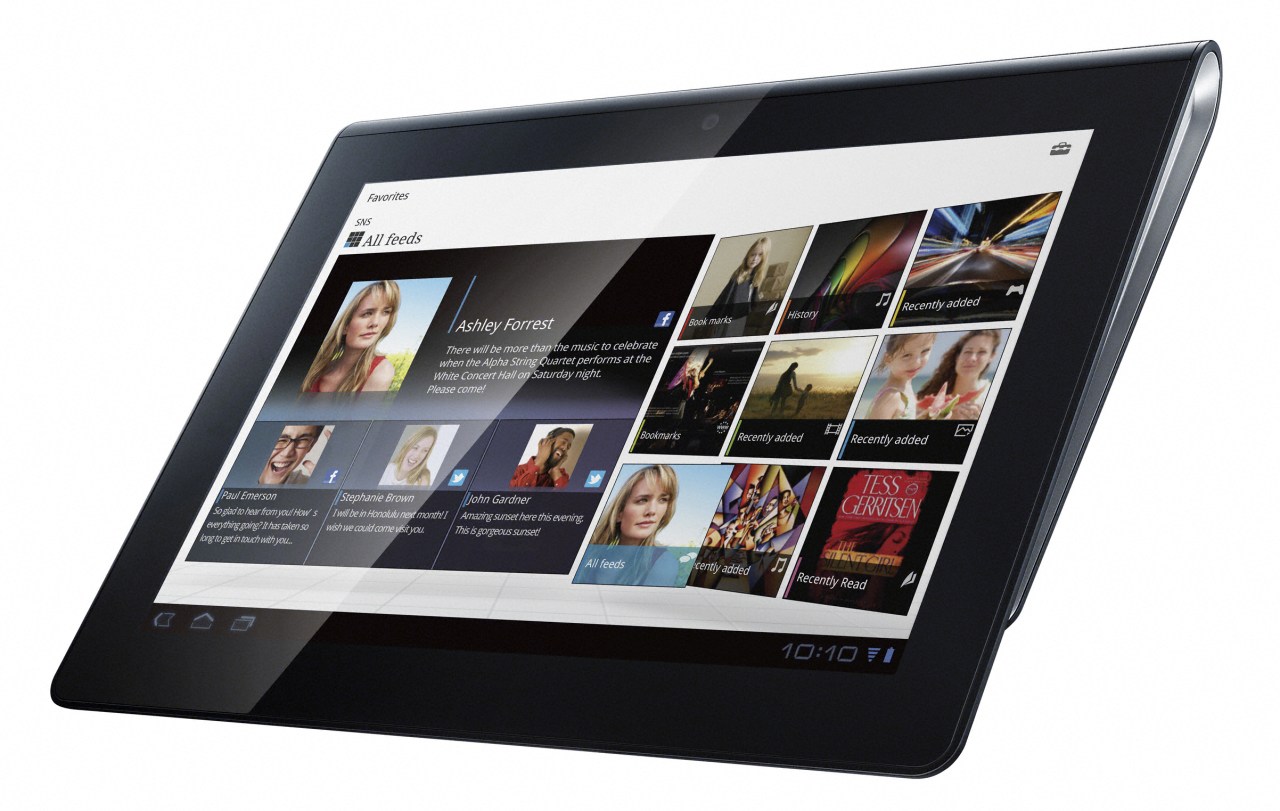 Favorites
SNS
All feeds
Ashley Forrest
There will be more than the music to celebrate
when the Alpha String Quartet performs at the
White Concert Hall on Saturday night.
Please come!
Paul Emerson
So glad to hear from you! How's
everything going? It has taken so
long to get in touch with you...
Stephanie Brown
I will be in Honolulu next month! I
wish we could come visit you.
John Gardner
Amazing sunset here this evening.
This is gorgeous sunset!
Book marks
History
Recently added
Bookmarks
Recently added
Recently added
All feeds
cently added
TESS
GERRITSEN
THE
SILENT GIRL
Recently Read
10:10